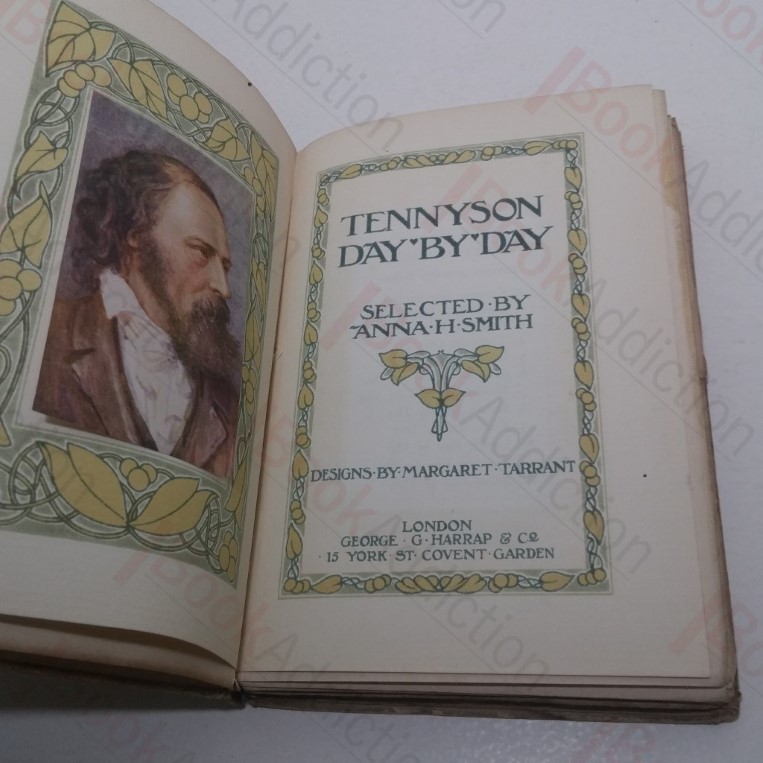 TENNYSON
DAY BY DAY
SELECTED · BY
ANNA · H · SMITH
DESIGNS · BY · MARGARET · TARRANT
LONDON
GEORGE · G · HARRAP & Co
15 YORK · ST · COVENT · GARDEN
BookAddiction